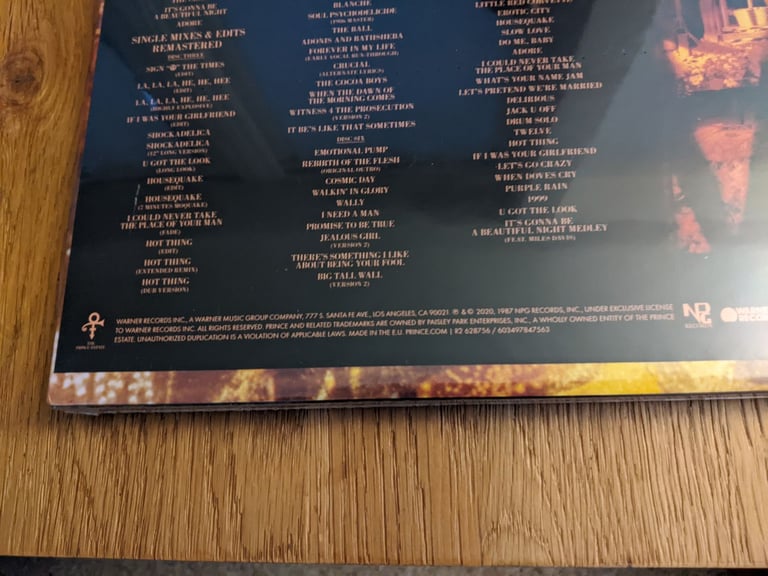 IT'S GONNA BE
A BEAUTIFUL NIGHT
ADORE
SINGLE MIXES & EDITS
REMASTERED
DISC THREE
SIGN "☮" THE TIMES
(EDIT)
LA, LA, LA, HE, HEE, HEE
(EDIT)
LA, LA, LA, HE, HEE, HEE
(HIGHLY EXPLOSIVE)
IF I WAS YOUR GIRLFRIEND
(EDIT)
SHOCKADELICA
SHOCKADELICA
(12" LONG VERSION)
U GOT THE LOOK
(LONG LOOK)
HOUSEQUAKE
(EDIT)
HOUSEQUAKE
(7 MINUTES MOQUAKE)
I COULD NEVER TAKE
THE PLACE OF YOUR MAN
(FADE)
HOT THING
(EDIT)
HOT THING
(EXTENDED REMIX)
HOT THING
(DUB VERSION)
BLANCHE
SOUL PSYCHODELICIDE
(1986 MASTER)
THE BALL
ADONIS AND BATHSHEBA
FOREVER IN MY LIFE
(EARLY VOCAL RUN-THROUGH)
CRUCIAL
(ALTERNATE LYRICS)
THE COCOA BOYS
WHEN THE DAWN OF
THE MORNING COMES
WITNESS 4 THE PROSECUTION
(VERSION 2)
IT BE'S LIKE THAT SOMETIMES
DISC SIX
EMOTIONAL PUMP
REBIRTH OF THE FLESH
(ORIGINAL OUTRO)
COSMIC DAY
WALKIN' IN GLORY
WALLY
I NEED A MAN
PROMISE TO BE TRUE
JEALOUS GIRL
(VERSION 2)
THERE'S SOMETHING I LIKE
ABOUT BEING YOUR FOOL
BIG TALL WALL
(VERSION 2)
LITTLE RED CORVETTE
EROTIC CITY
HOUSEQUAKE
SLOW LOVE
DO ME, BABY
ADORE
I COULD NEVER TAKE
THE PLACE OF YOUR MAN
WHAT'S YOUR NAME JAM
LET'S PRETEND WE'RE MARRIED
DELIRIOUS
JACK U OFF
DRUM SOLO
TWELVE
HOT THING
IF I WAS YOUR GIRLFRIEND
LET'S GO CRAZY
WHEN DOVES CRY
PURPLE RAIN
1999
U GOT THE LOOK
IT'S GONNA BE
A BEAUTIFUL NIGHT MEDLEY
(FEAT. MILES DAVIS)
THE
PRINCE ESTATE
WARNER RECORDS INC., A WARNER MUSIC GROUP COMPANY, 777 S. SANTA FE AVE., LOS ANGELES, CA 90021. ℗ & © 2020, 1987 NPG RECORDS, INC., UNDER EXCLUSIVE LICENSE
TO WARNER RECORDS INC. ALL RIGHTS RESERVED. PRINCE AND RELATED TRADEMARKS ARE OWNED BY PAISLEY PARK ENTERPRISES, INC., A WHOLLY OWNED ENTITY OF THE PRINCE
ESTATE. UNAUTHORIZED DUPLICATION IS A VIOLATION OF APPLICABLE LAWS. MADE IN THE E.U. PRINCE.COM | R2 628756 / 603497847563
NPG
RECORDS